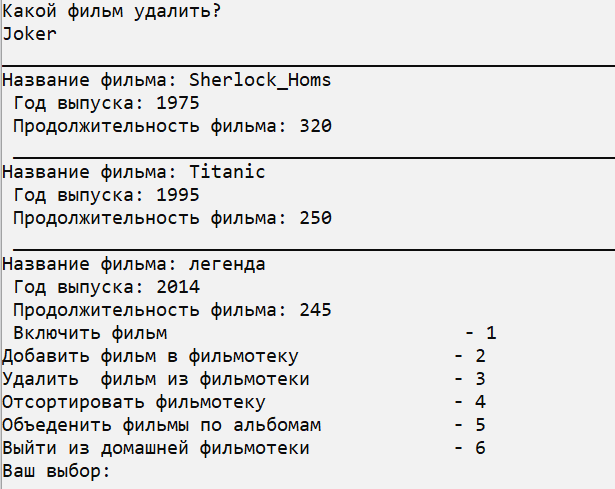 Какой фильм удалить?
Joker
Название фильма: Sherlock_Homs
Год выпуска: 1975
Продолжительность фильма: 320
Название фильма: Titanic
Год выпуска: 1995
Продолжительность фильма: 250
Название фильма: легенда
Год выпуска: 2014
Продолжительность фильма: 245
Включить фильм - 1
Добавить фильм в фильмотеку - 2
Удалить  фильм из фильмотеки - 3
Отсортировать фильмотеку - 4
Объеденить фильмы по альбомам - 5
Выйти из домашней фильмотеки - 6
Ваш выбор: